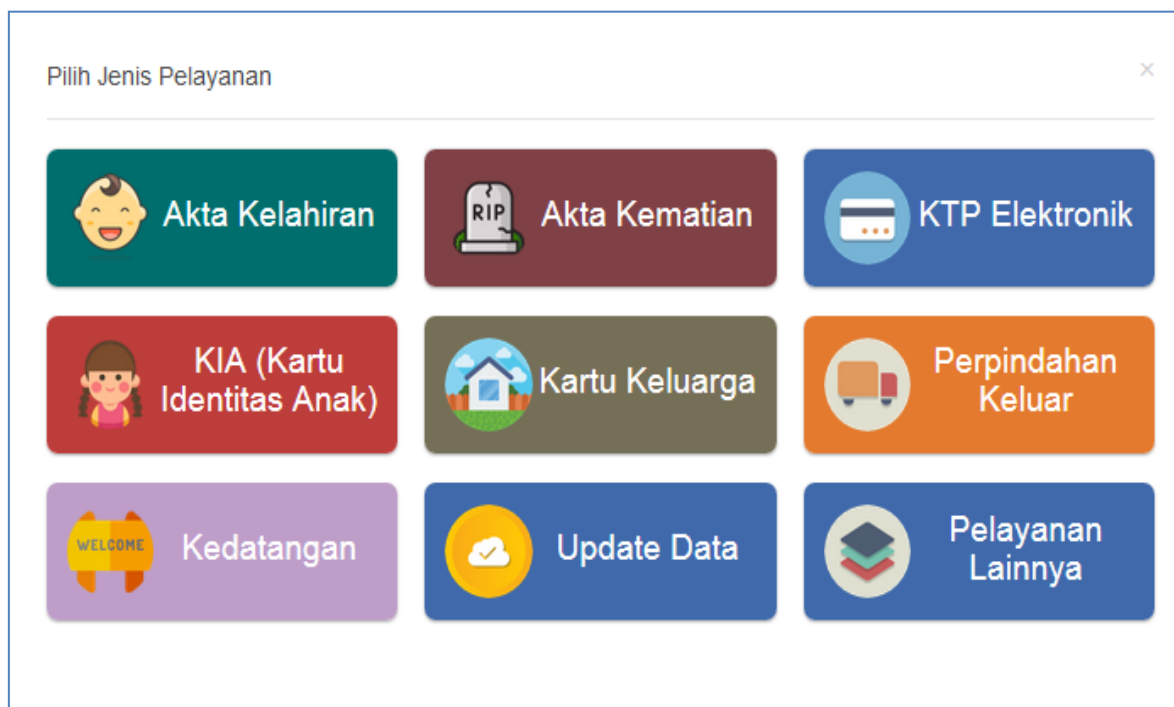 Pilih Jenis Pelayanan
×
Akta Kelahiran
RIP
Akta Kematian
KTP Elektronik
KIA (Kartu
Identitas Anak)
Kartu Keluarga
Perpindahan
Keluar
WELCOME
Kedatangan
Update Data
Pelayanan
Lainnya